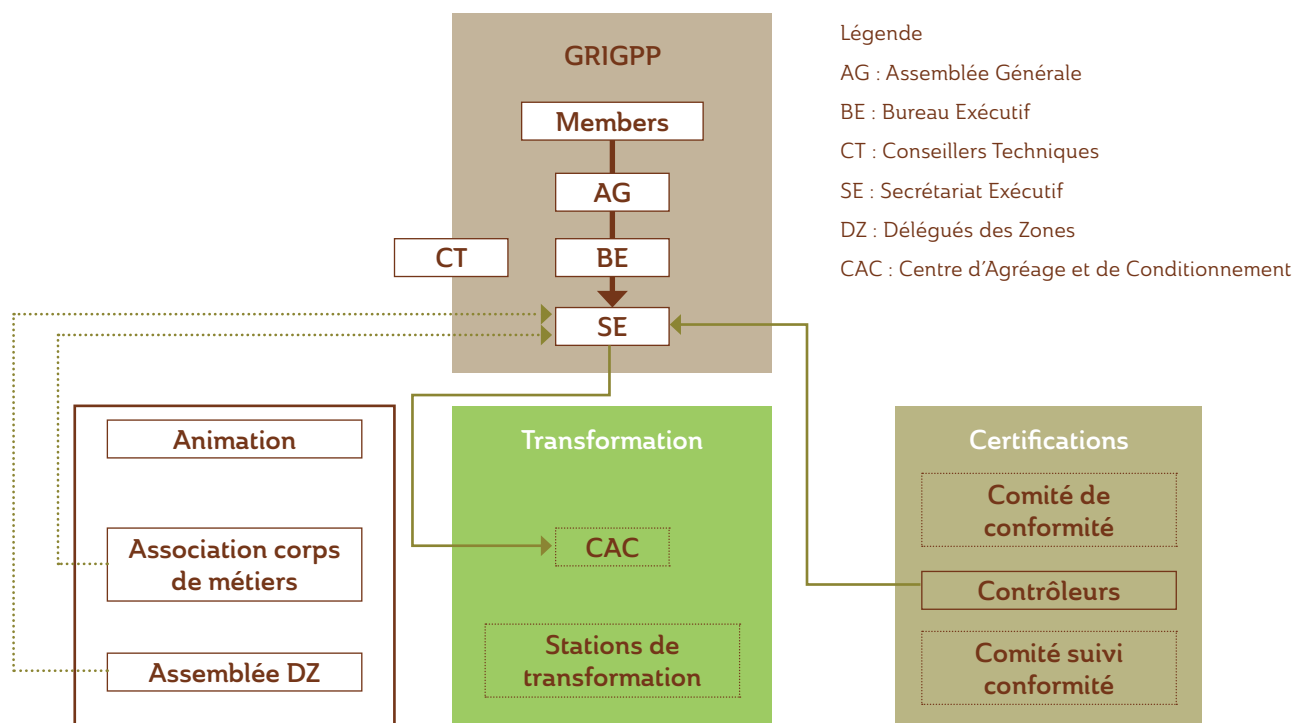 GRIGPP
Members
AG
CT
BE
SE
Légende
AG : Assemblée Générale
BE : Bureau Exécutif
CT : Conseillers Techniques
SE : Secrétariat Exécutif
DZ : Délégués des Zones
CAC : Centre d'Agréage et de Conditionnement
Animation
Association corps
de métiers
Assemblée DZ
Transformation
CAC
Stations de
transformation
Certifications
Comité de
conformité
Contrôleurs
Comité suivi
conformité